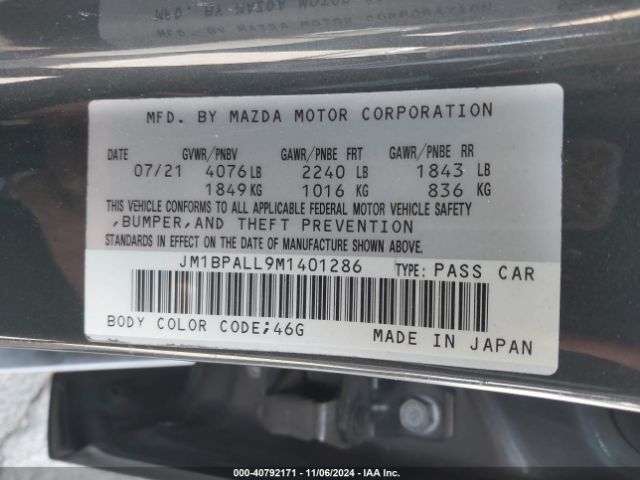 MFD. BY MAZDA MOTOR CORPORATION
DATE GVWR/PNBV GAWR/PNBE FRT GAWR/PNBE RR
07/21 4076 LB 2240 LB 1843 LB
1849 KG 1016 KG 836 KG
THIS VEHICLE CONFORMS TO ALL APPLICABLE FEDERAL MOTOR VEHICLE SAFETY
,BUMPER,AND THEFT PREVENTION
STANDARDS IN EFFECT ON THE DATE OF MANUFACTURE SHOWN ABOVE.
JM1BPALL9M1401286 TYPE: PASS CAR
BODY COLOR CODE;46G MADE IN JAPAN
000-40792171 - 11/06/2024 - IAA Inc.